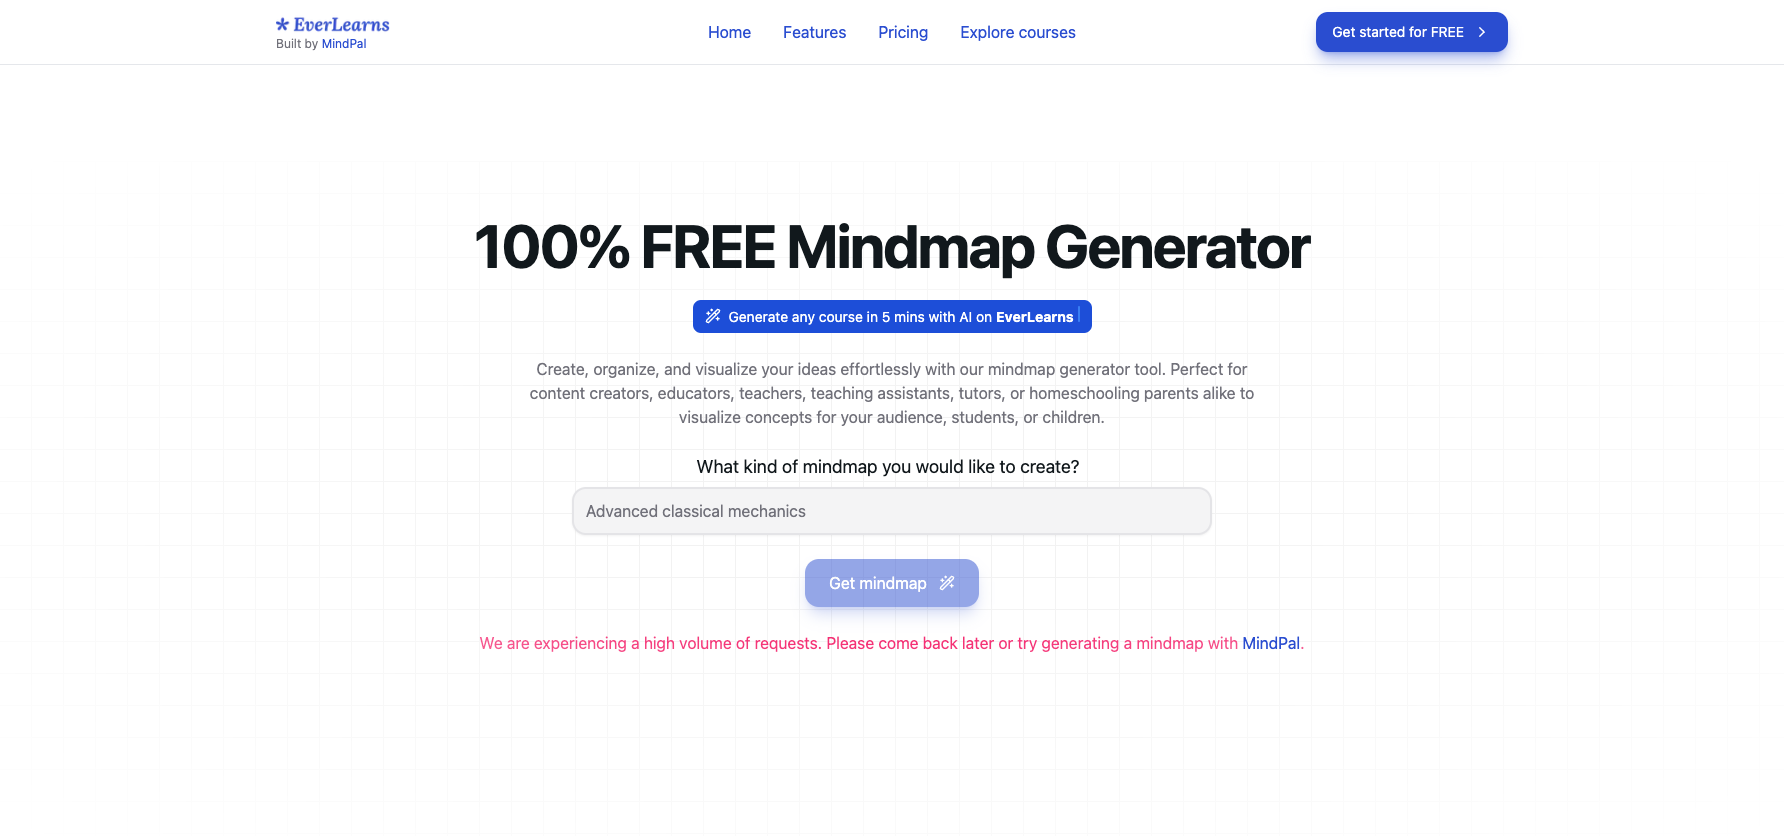 EverLearns
Built by MindPal
Home
Features
Pricing
Explore courses
Get started for FREE
100% FREE Mindmap Generator
Generate any course in 5 mins with AI on EverLearns
Create, organize, and visualize your ideas effortlessly with our mindmap generator tool. Perfect for
content creators, educators, teachers, teaching assistants, tutors, or homeschooling parents alike to
visualize concepts for your audience, students, or children.
What kind of mindmap you would like to create?
Advanced classical mechanics
Get mindmap
We are experiencing a high volume of requests. Please come back later or try generating a mindmap with MindPal.